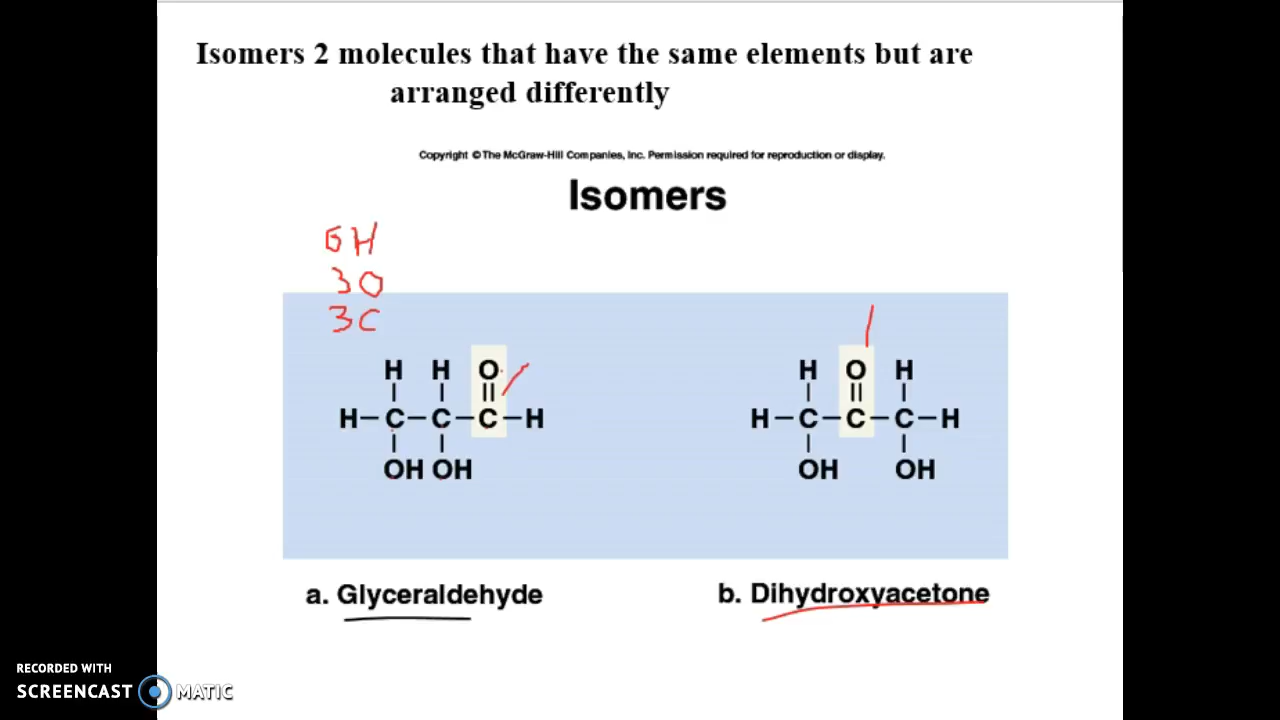 Isomers 2 molecules that have the same elements but are
arranged differently
Copyright © The McGraw-Hill Companies, Inc. Permission required for reproduction or display.
Isomers
6H
3O
3C
H H O
H-C-C-C-H
OH OH
a. Glyceraldehyde
H O H
H-C-C-C-H
OH OH
b. Dihydroxyacetone
RECORDED WITH
SCREENCAST MATIC